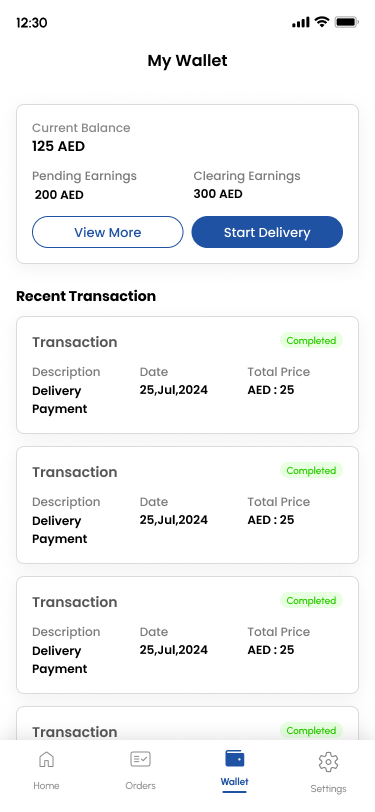 12:30
My Wallet
Current Balance
125 AED
Pending Earnings Clearing Earnings
200 AED 300 AED
View More Start Delivery
Recent Transaction
Transaction Completed
Description Date Total Price
Delivery 25,Jul,2024 AED : 25
Payment
Transaction Completed
Description Date Total Price
Delivery 25,Jul,2024 AED : 25
Payment
Transaction Completed
Description Date Total Price
Delivery 25,Jul,2024 AED : 25
Payment
Transaction Completed
Home Orders Wallet Settings